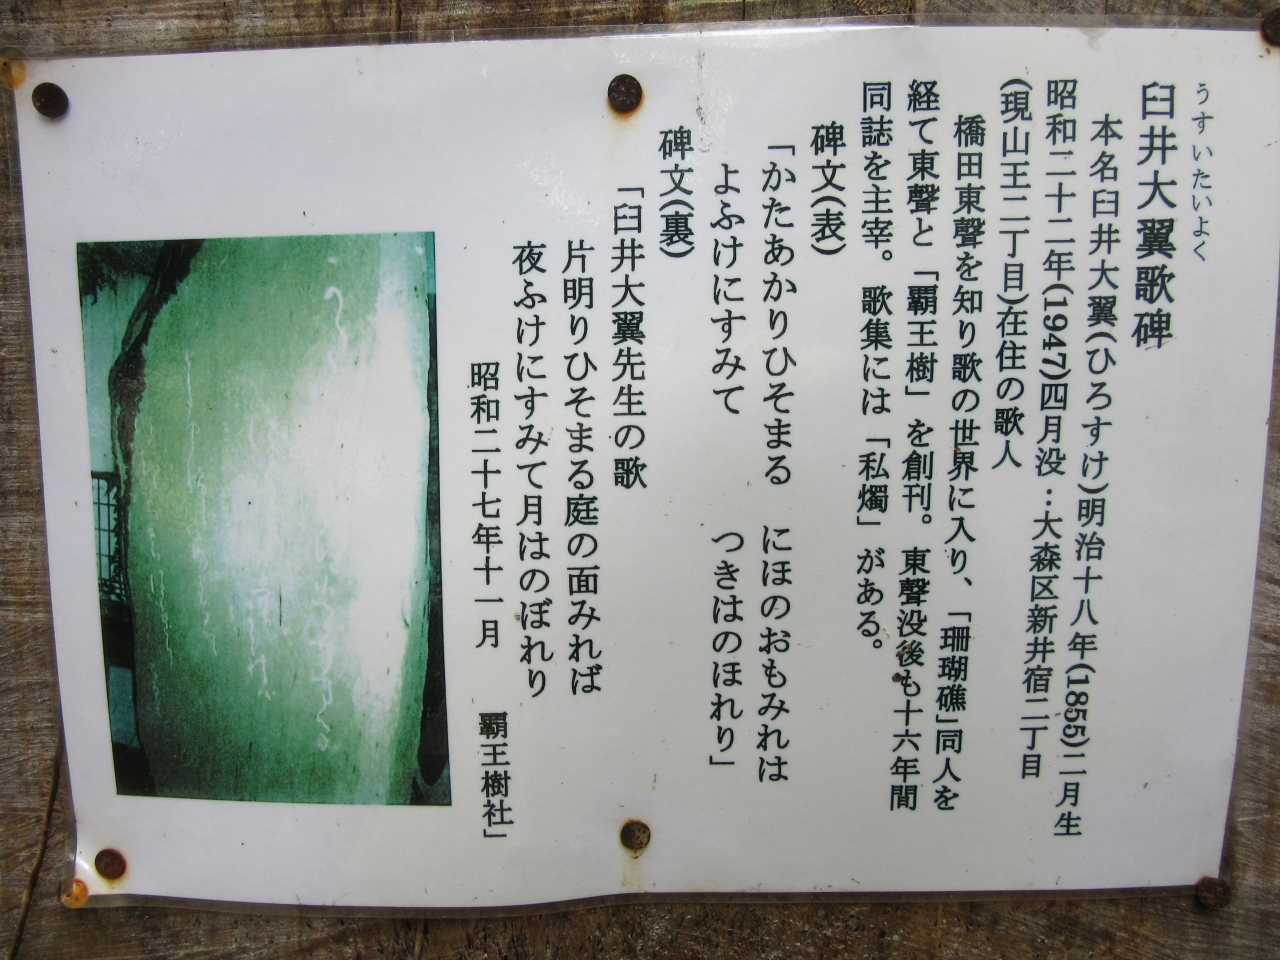 うすいたいよく
臼井大翼歌碑
本名臼井大翼(ひろすけ)明治十八年(1855)二月生
昭和二十二年(1947)四月没：大森区新井宿二丁目
(現山王二丁目)在住の歌人
橋田東聲を知り歌の世界に入り、「珊瑚礁」同人を
経て東聲と「覇王樹」を創刊。東聲没後も十六年間
同誌を主宰。歌集には「私燭」がある。
碑文(表)
「かたあかりひそまる　にほのおもみれは
よふけにすみて　つきはのほれり」
碑文(裏)
「臼井大翼先生の歌
片明りひそまる庭の面みれば
夜ふけにすみて月はのぼれり
昭和二十七年十一月　覇王樹社」